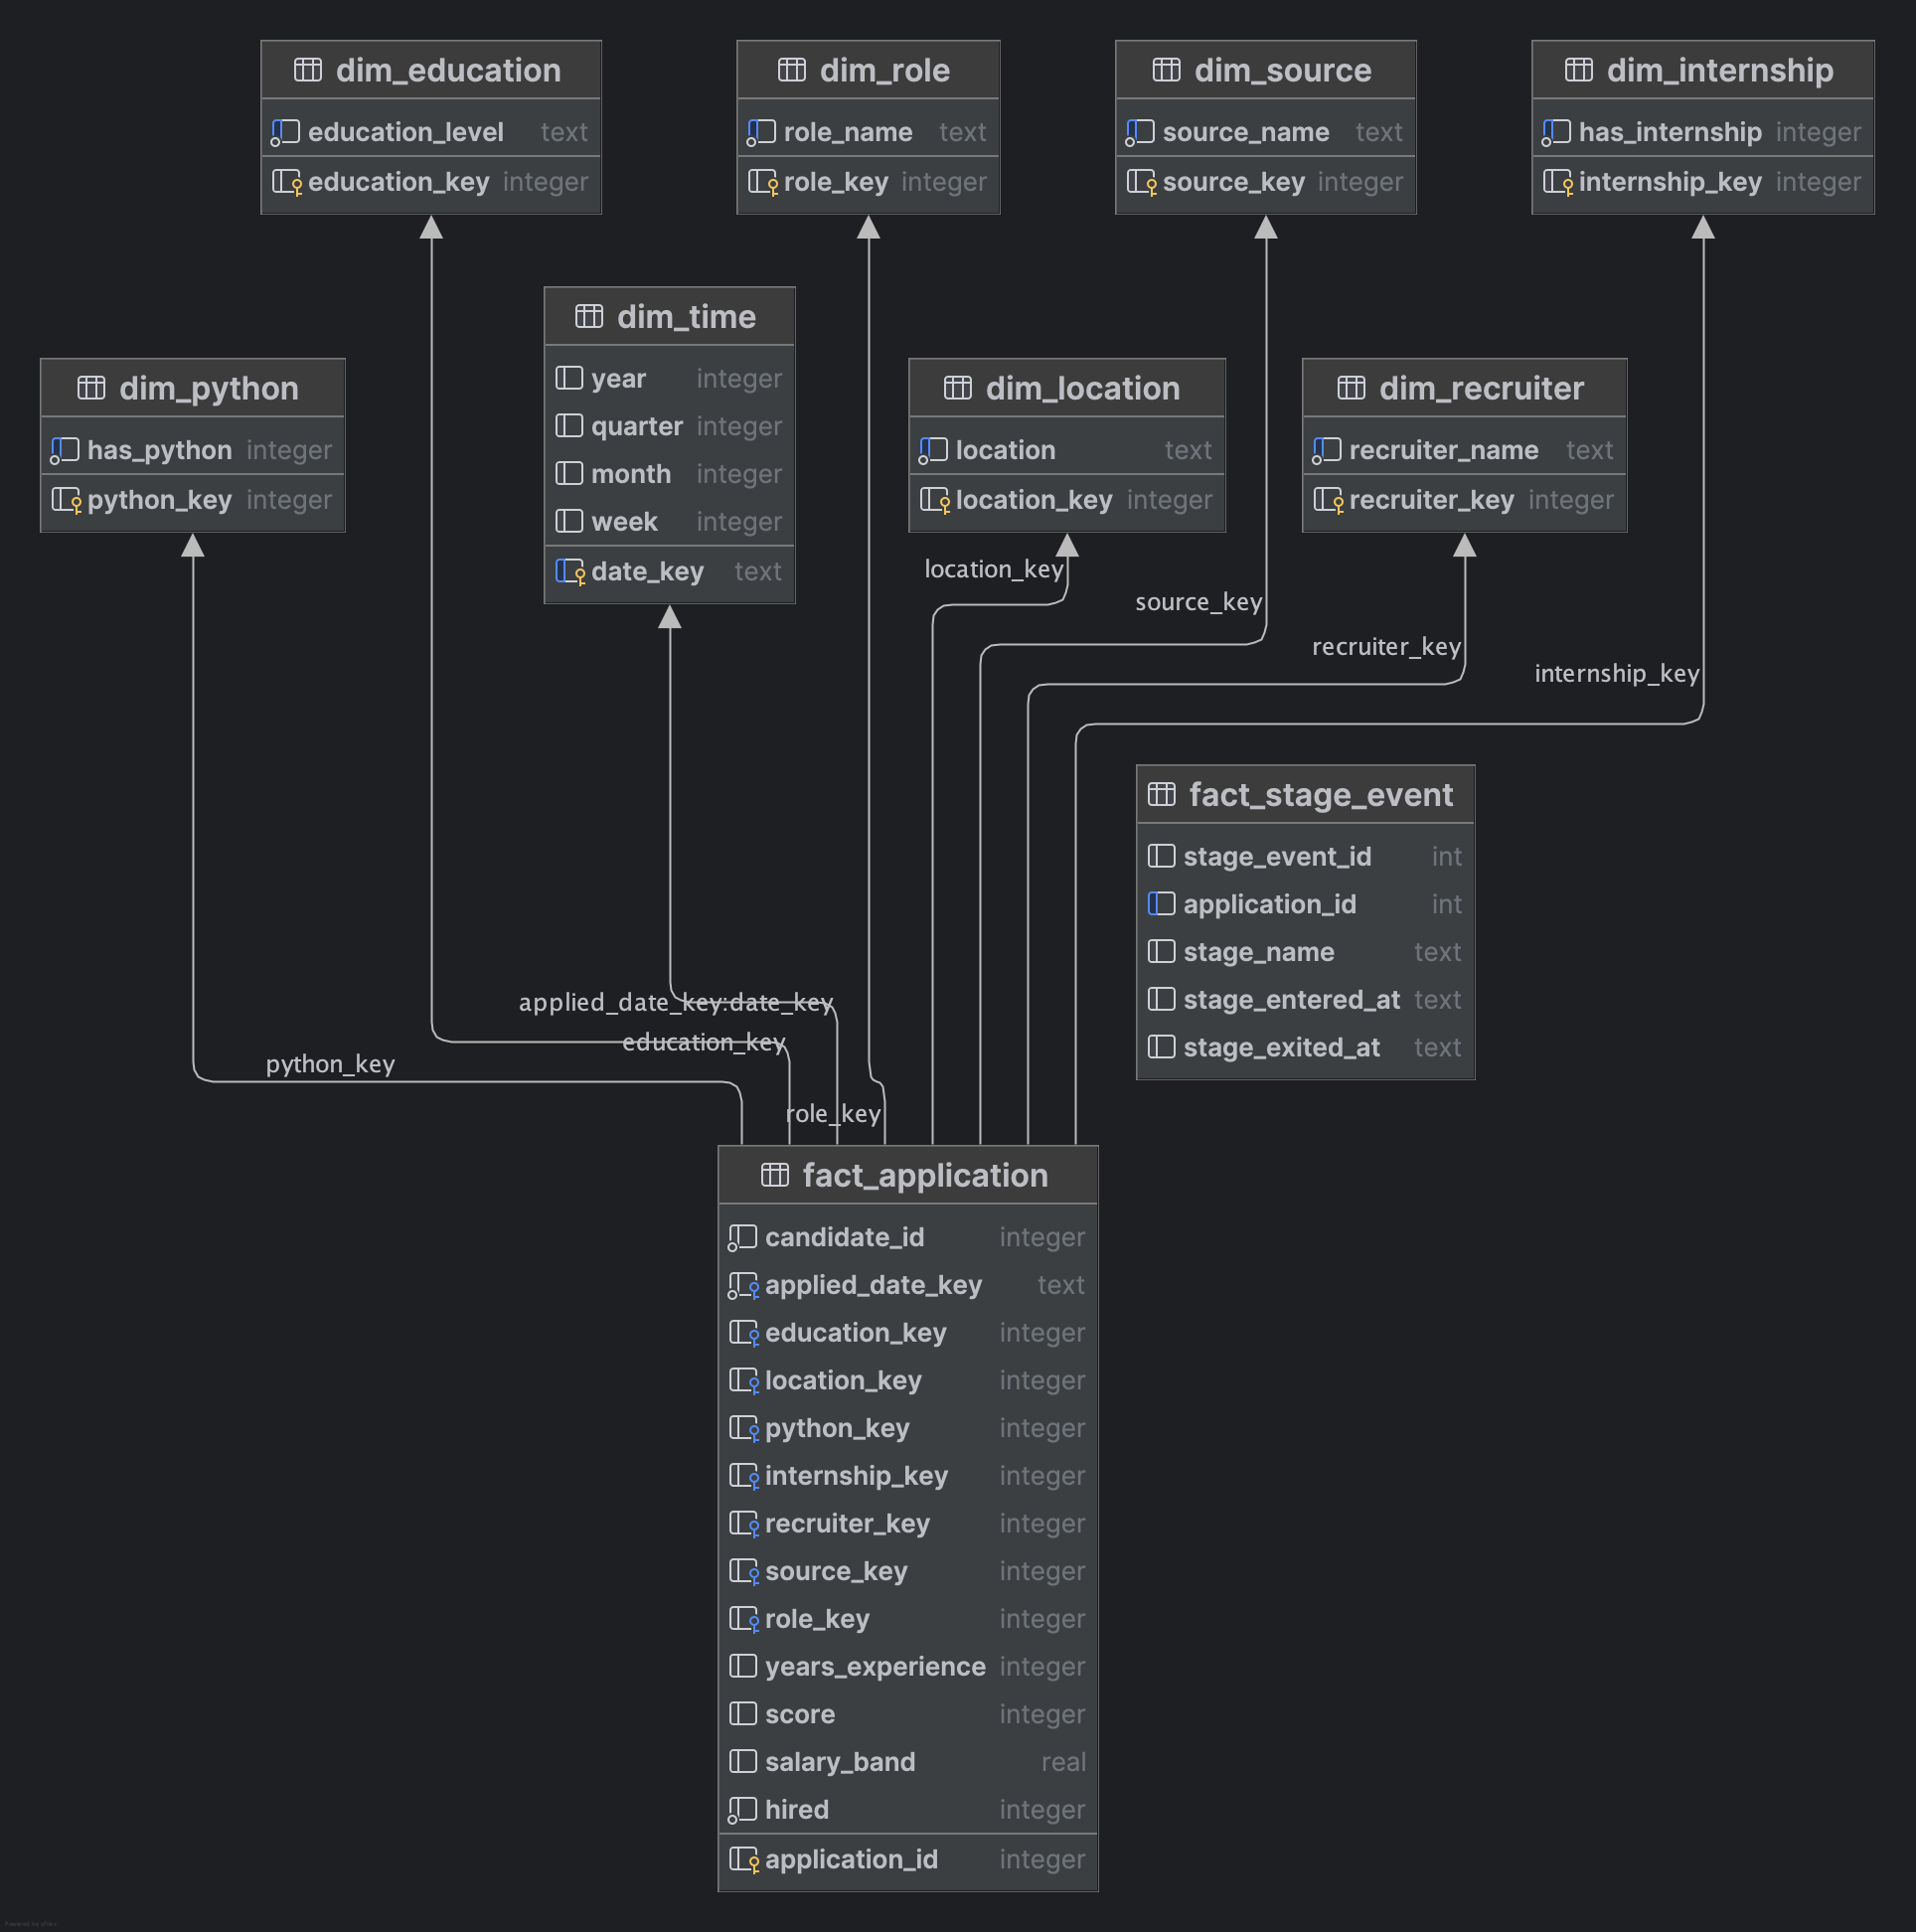 dim_education
education_level text
education_key integer
dim_role
role_name text
role_key integer
dim_source
source_name text
source_key integer
dim_internship
has_internship integer
internship_key integer
dim_time
year integer
quarter integer
month integer
week integer
date_key text
dim_python
has_python integer
python_key integer
dim_location
location text
location_key integer
dim_recruiter
recruiter_name text
recruiter_key integer
location_key
source_key
recruiter_key
internship_key
fact_stage_event
stage_event_id int
application_id int
stage_name text
stage_entered_at text
stage_exited_at text
applied_date_key:date_key
education_key
python_key
role_key
fact_application
candidate_id integer
applied_date_key text
education_key integer
location_key integer
python_key integer
internship_key integer
recruiter_key integer
source_key integer
role_key integer
years_experience integer
score integer
salary_band real
hired integer
application_id integer
Powered by yFiles